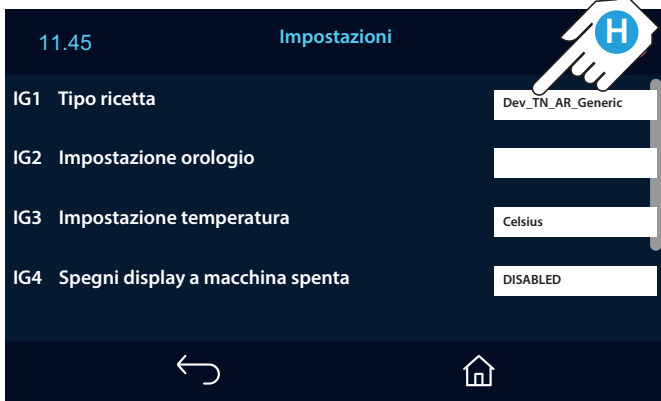 11.45 Impostazioni H
IG1 Tipo ricetta Dev_TN_AR_Generic
IG2 Impostazione orologio
IG3 Impostazione temperatura Celsius
IG4 Spegni display a macchina spenta DISABLED